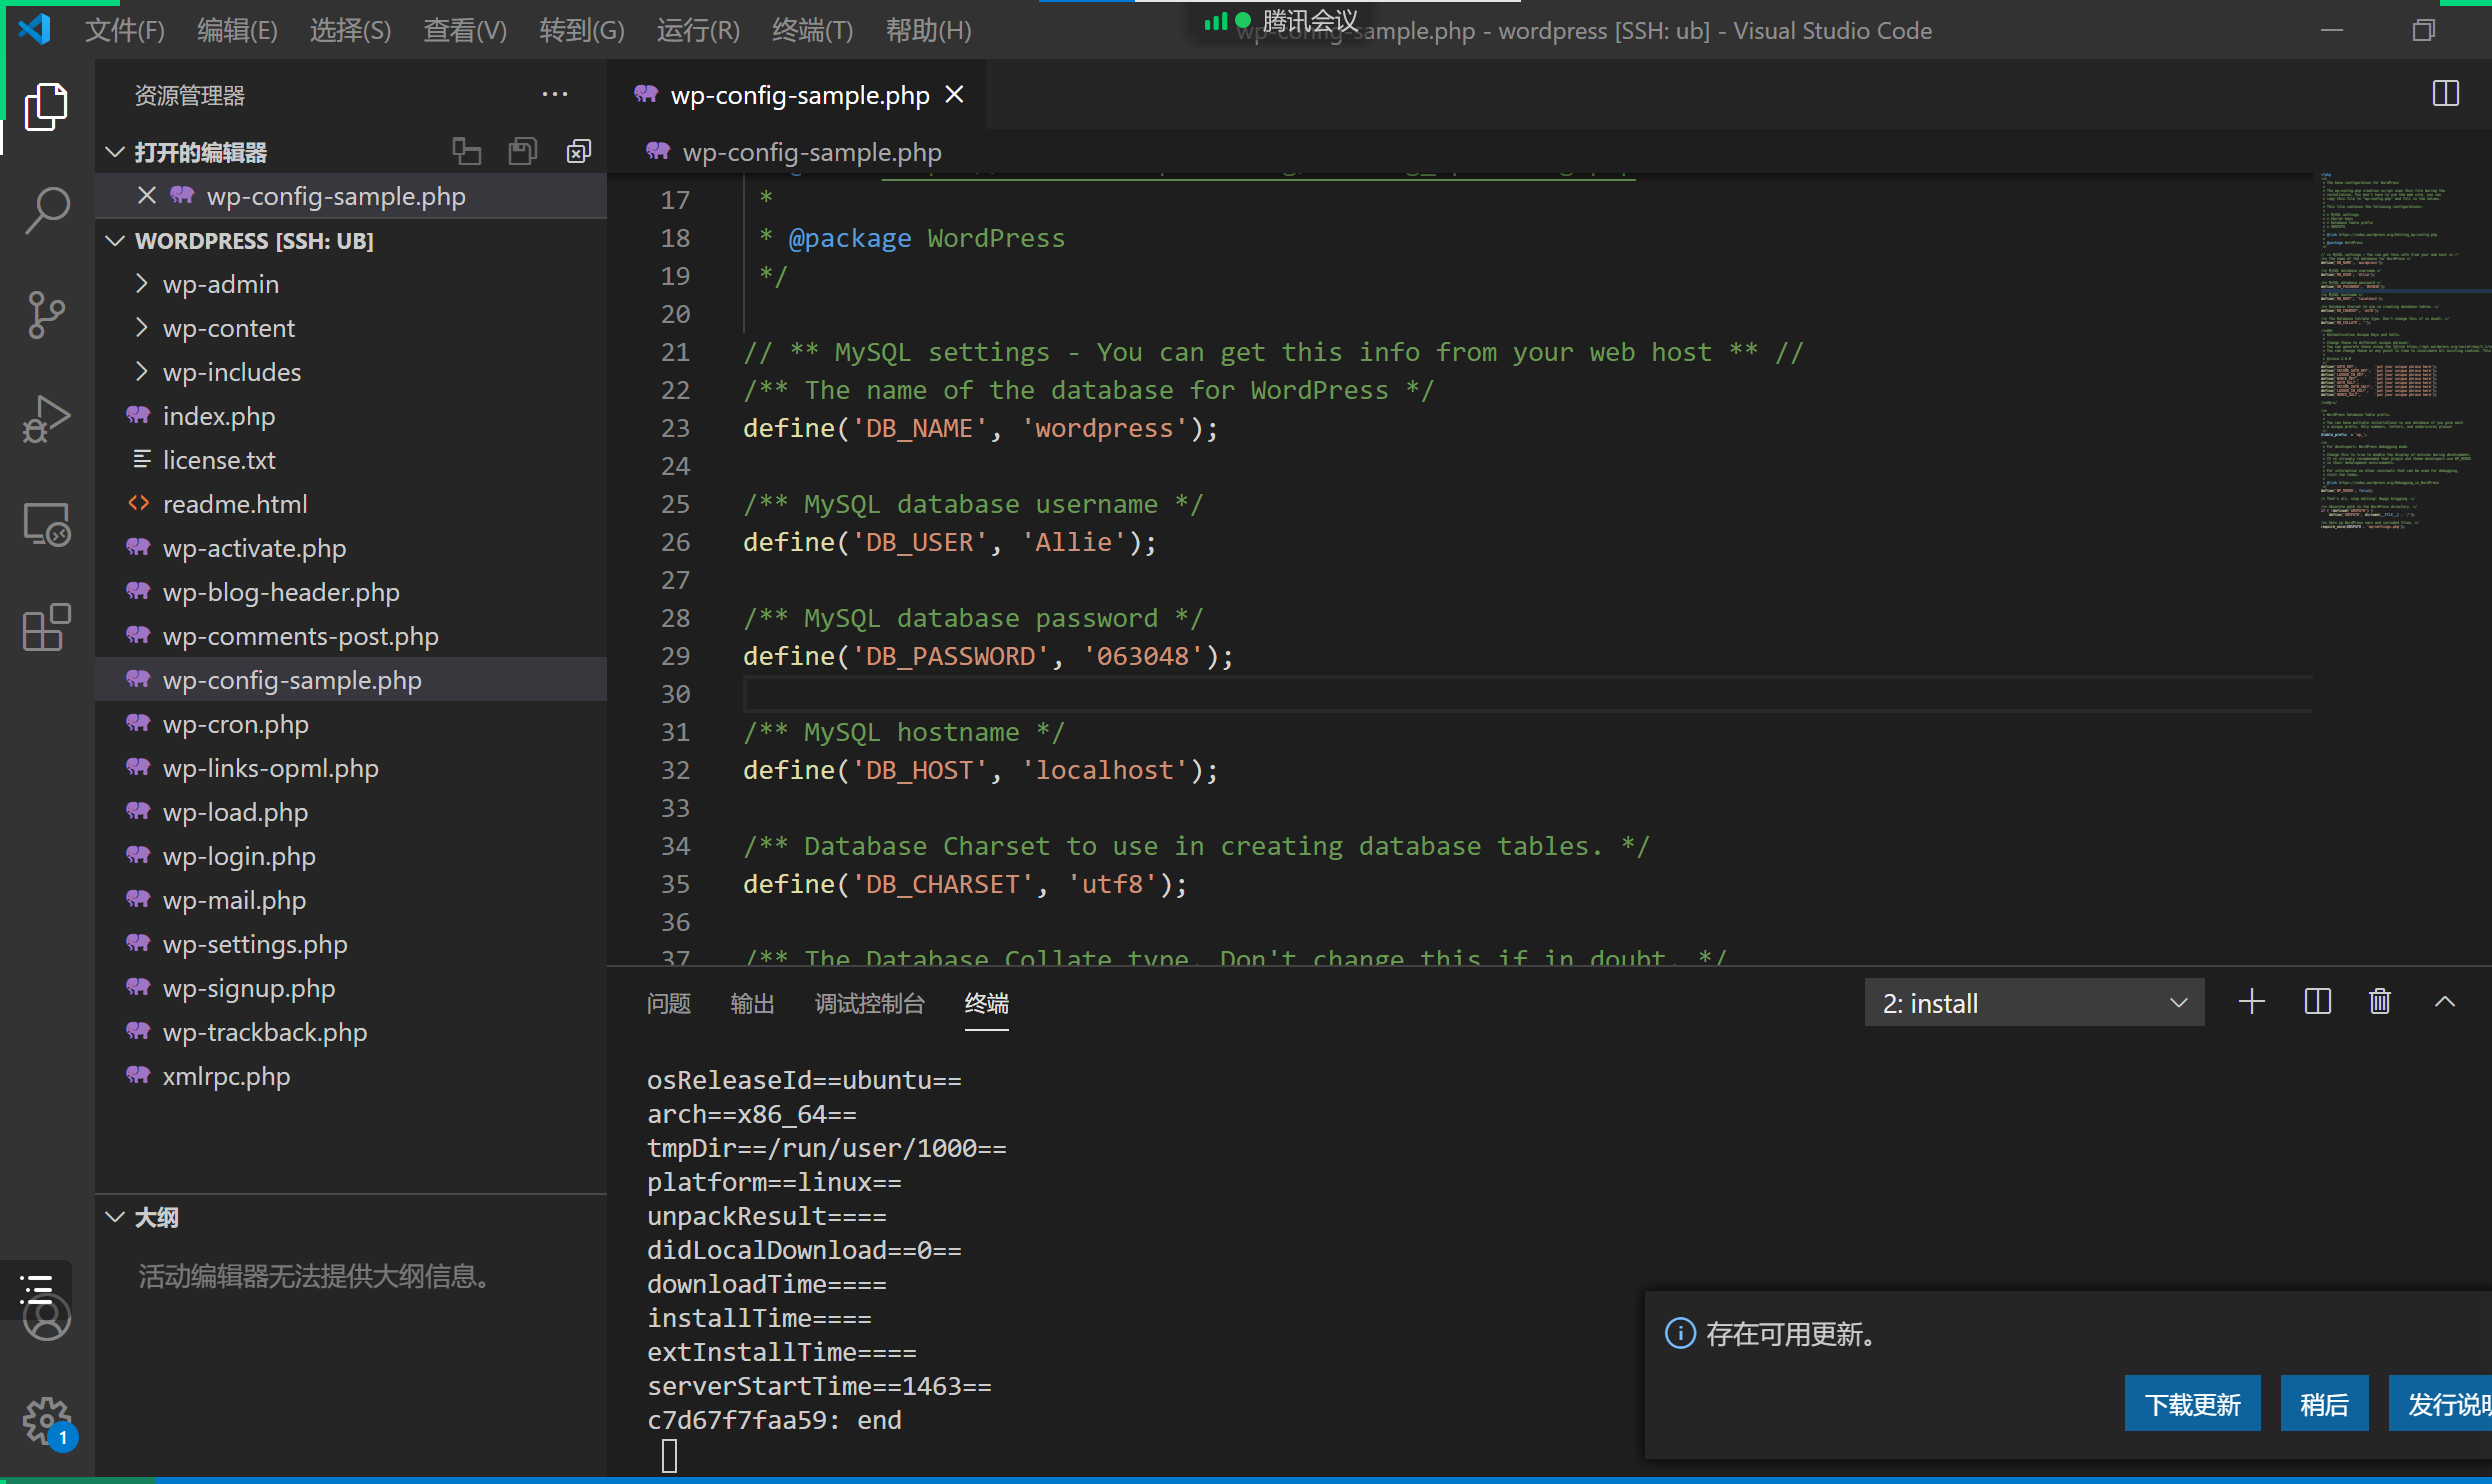 文件(F) 编辑(E) 选择(S) 查看(V) 转到(G) 运行(R) 终端(T) 帮助(H)
腾讯会议
wp-config-sample.php - wordpress [SSH: ub] - Visual Studio Code
资源管理器
打开的编辑器
wp-config-sample.php
WORDPRESS [SSH: UB]
wp-admin
wp-content
wp-includes
index.php
license.txt
readme.html
wp-activate.php
wp-blog-header.php
wp-comments-post.php
wp-config-sample.php
wp-cron.php
wp-links-opml.php
wp-load.php
wp-login.php
wp-mail.php
wp-settings.php
wp-signup.php
wp-trackback.php
xmlrpc.php
大纲
活动编辑器无法提供大纲信息。
1
wp-config-sample.php
wp-config-sample.php
17 *
18 * @package WordPress
19 */
20
21 // ** MySQL settings - You can get this info from your web host ** //
22 /** The name of the database for WordPress */
23 define('DB_NAME', 'wordpress');
24
25 /** MySQL database username */
26 define('DB_USER', 'Allie');
27
28 /** MySQL database password */
29 define('DB_PASSWORD', '063048');
30
31 /** MySQL hostname */
32 define('DB_HOST', 'localhost');
33
34 /** Database Charset to use in creating database tables. */
35 define('DB_CHARSET', 'utf8');
36
37 /** The Database Collate type. Don't change this if in doubt. */
问题 输出 调试控制台 终端
2: install
osReleaseId==ubuntu==
arch==x86_64==
tmpDir==/run/user/1000==
platform==linux==
unpackResult====
didLocalDownload==0==
downloadTime====
installTime====
extInstallTime====
serverStartTime==1463==
c7d67f7faa59: end
存在可用更新。
下载更新 稍后 发行说明